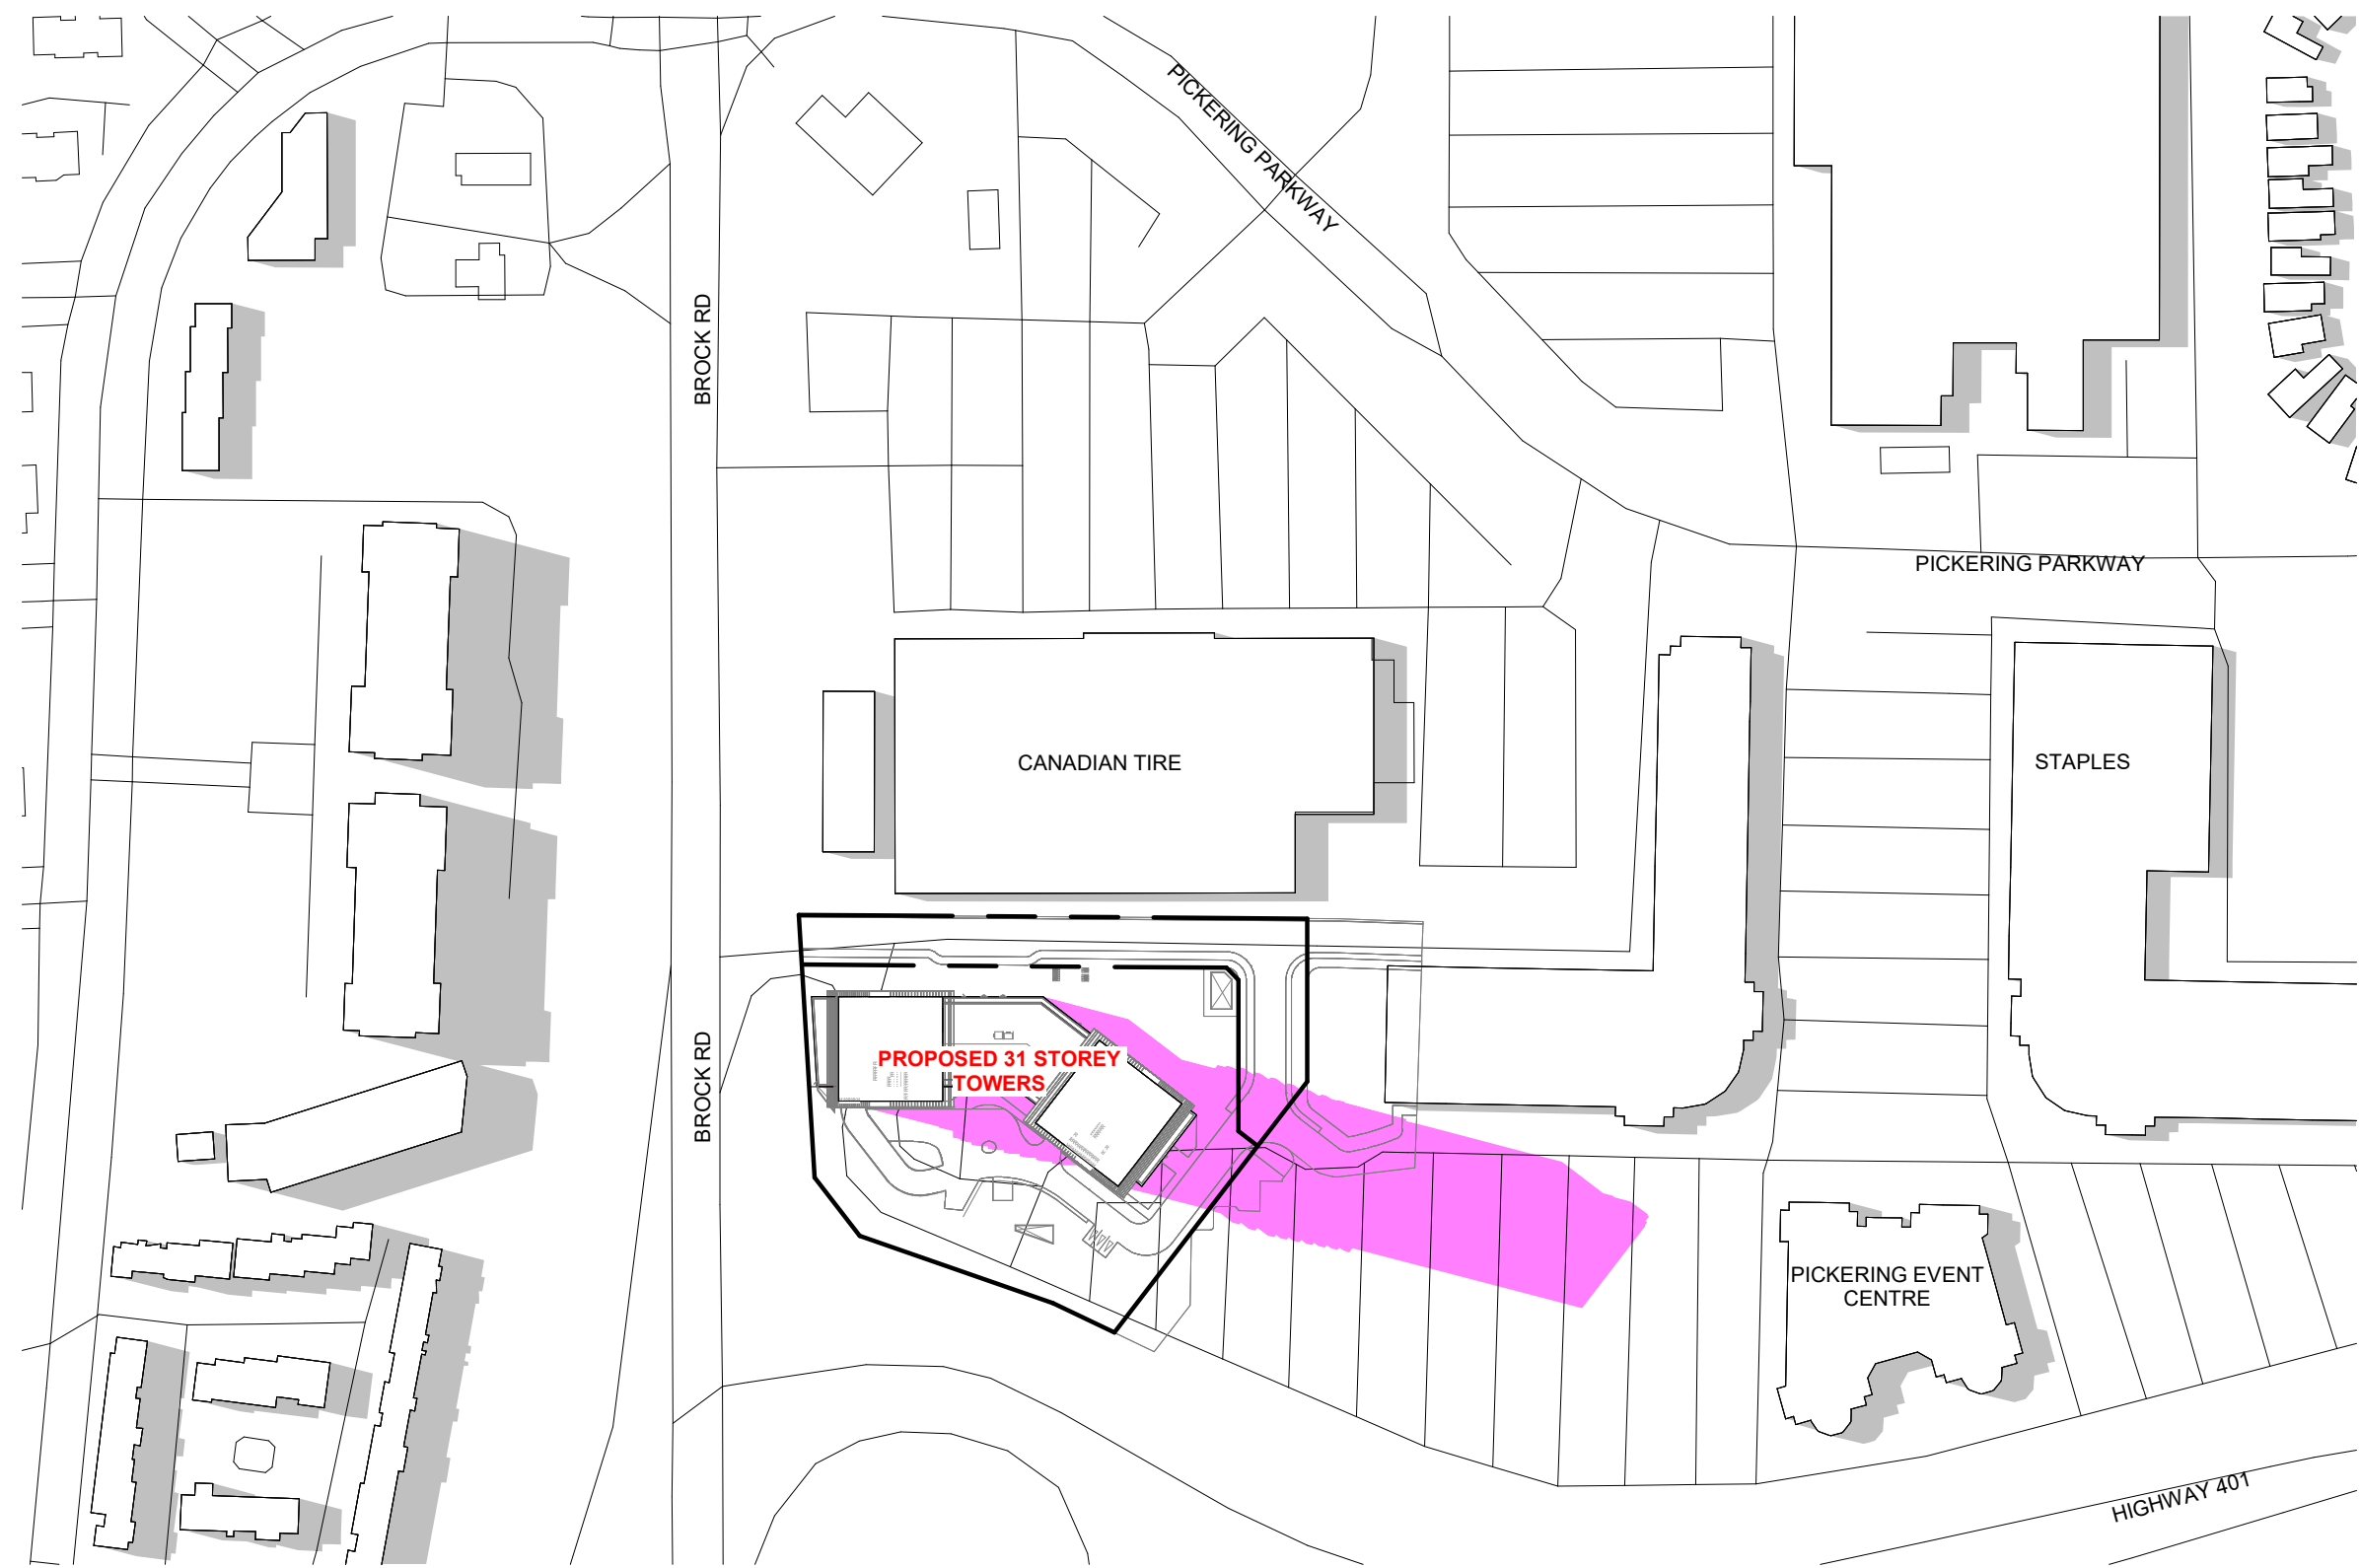 PICKERING PARKWAY
BROCK RD
PICKERING PARKWAY
CANADIAN TIRE
STAPLES
PROPOSED 31 STOREY
TOWERS
BROCK RD
PICKERING EVENT
CENTRE
HIGHWAY 401